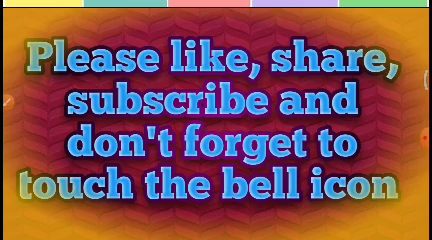 Please like, share,
subscribe and
don't forget to
touch the bell icon